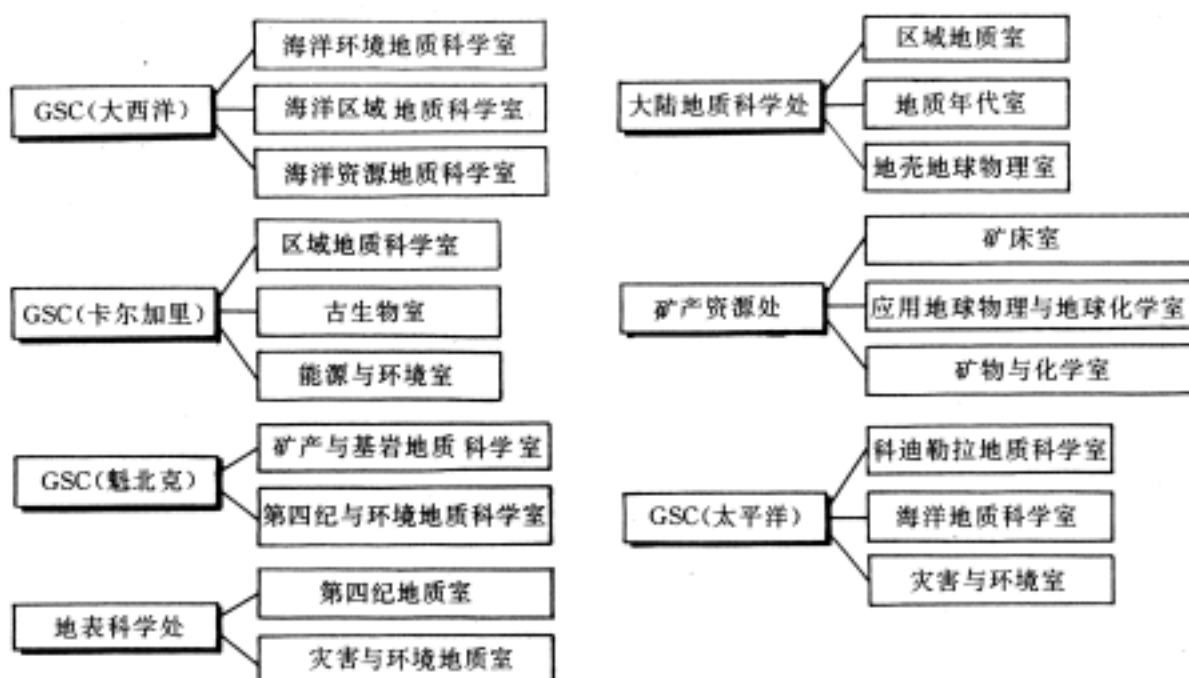 GSC(大西洋)
海洋环境地质科学室
海洋区域地质科学室
海洋资源地质科学室
GSC(卡尔加里)
区域地质科学室
古生物室
能源与环境室
GSC(魁北克)
矿产与基岩地质科学室
第四纪与环境地质科学室
地表科学处
第四纪地质室
灾害与环境地质室
大陆地质科学处
区域地质室
地质年代室
地壳地球物理室
矿产资源处
矿床室
应用地球物理与地球化学室
矿物与化学室
GSC(太平洋)
科迪勒拉地质科学室
海洋地质科学室
灾害与环境室